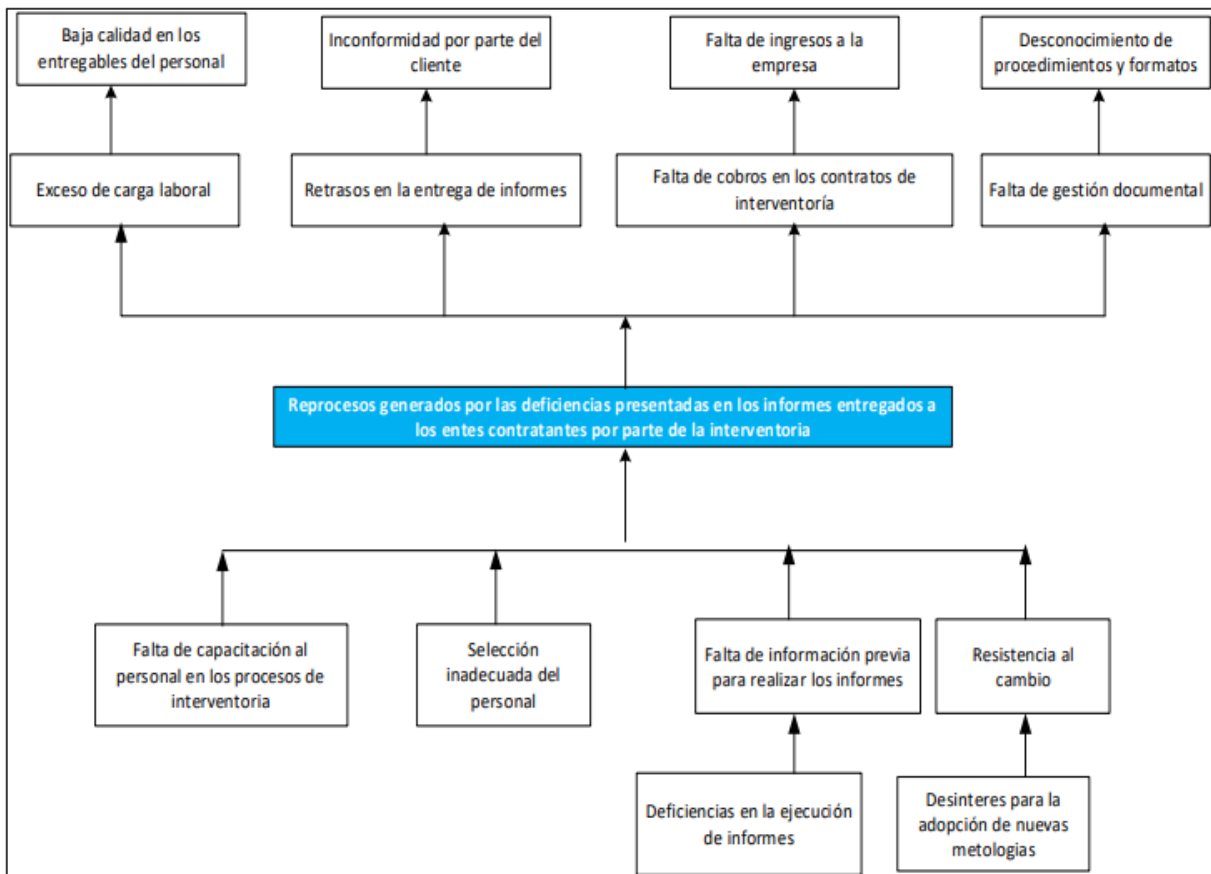 Baja calidad en los
entregables del personal
Inconformidad por parte del
cliente
Falta de ingresos a la
empresa
Desconocimiento de
procedimientos y formatos
Exceso de carga laboral
Retrasos en la entrega de informes
Falta de cobros en los contratos de
interventoría
Falta de gestión documental
Reprocesos generados por las deficiencias presentadas en los informes entregados a
los entes contratantes por parte de la interventoria
Falta de capacitación al
personal en los procesos de
interventoria
Selección
inadecuada del
personal
Falta de información previa
para realizar los informes
Resistencia al
cambio
Deficiencias en la ejecución
de informes
Desinteres para la
adopción de nuevas
metologias